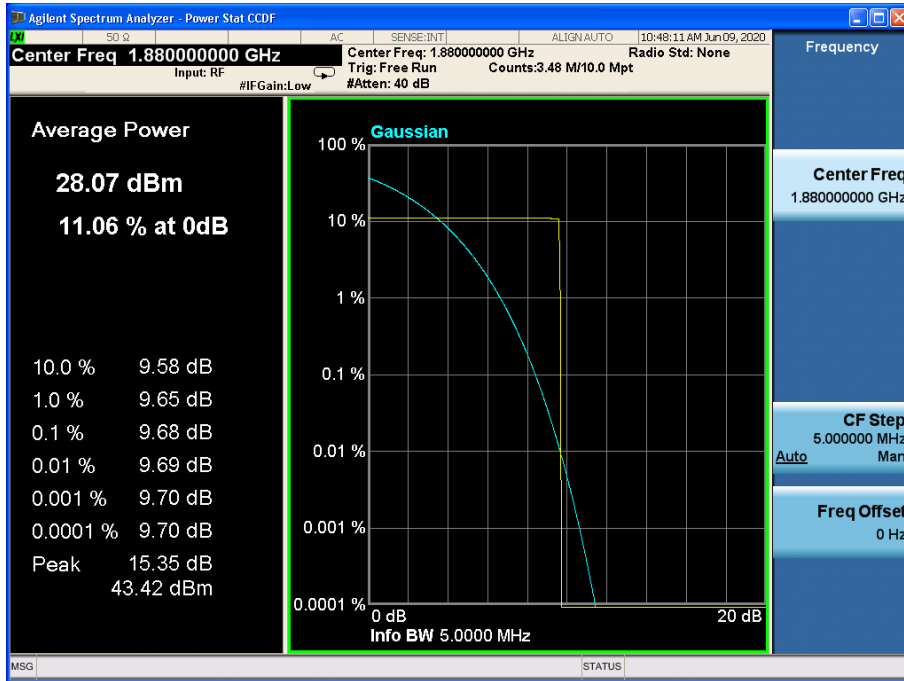 Agilent Spectrum Analyzer - Power Stat CCDF
LXI 50 Ω AC SENSE:INT ALIGN AUTO 10:48:11 AM Jun 09, 2020
Center Freq 1.880000000 GHz
Input: RF
#IFGain:Low
Center Freq: 1.880000000 GHz Radio Std: None
Trig: Free Run Counts:3.48 M/10.0 Mpt
#Atten: 40 dB
Average Power
28.07 dBm
11.06 % at 0dB
10.0 % 9.58 dB
1.0 % 9.65 dB
0.1 % 9.68 dB
0.01 % 9.69 dB
0.001 % 9.70 dB
0.0001 % 9.70 dB
Peak 15.35 dB
43.42 dBm
Gaussian
100 %
10 %
1 %
0.1 %
0.01 %
0.001 %
0.0001 %
0 dB 20 dB
Info BW 5.0000 MHz
Frequency
Center Freq
1.880000000 GHz
CF Step
5.000000 MHz
Auto Man
Freq Offset
0 Hz
MSG STATUS